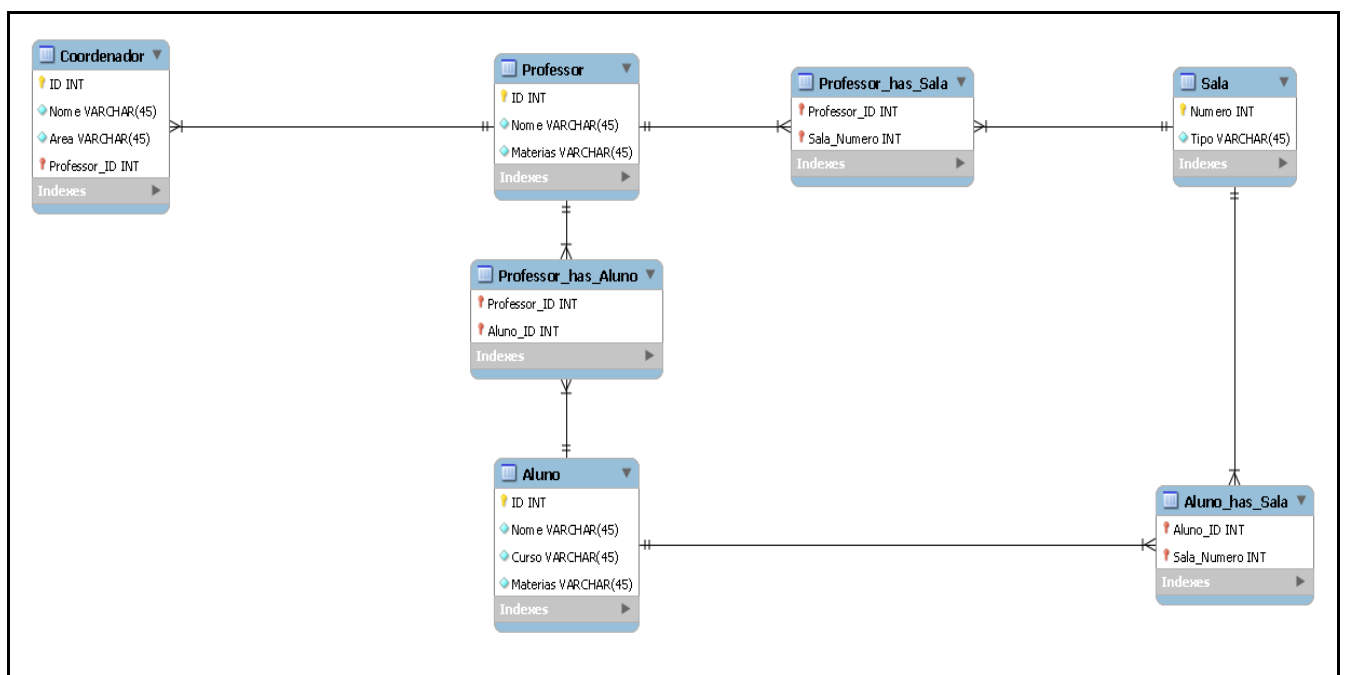 Coordenador
ID INT
Nome VARCHAR(45)
Area VARCHAR(45)
Professor_ID INT
Indexes
Professor
ID INT
Nome VARCHAR(45)
Materias VARCHAR(45)
Indexes
Professor_has_Sala
Professor_ID INT
Sala_Numero INT
Indexes
Sala
Numero INT
Tipo VARCHAR(45)
Indexes
Professor_has_Aluno
Professor_ID INT
Aluno_ID INT
Indexes
Aluno
ID INT
Nome VARCHAR(45)
Curso VARCHAR(45)
Materias VARCHAR(45)
Indexes
Aluno_has_Sala
Aluno_ID INT
Sala_Numero INT
Indexes